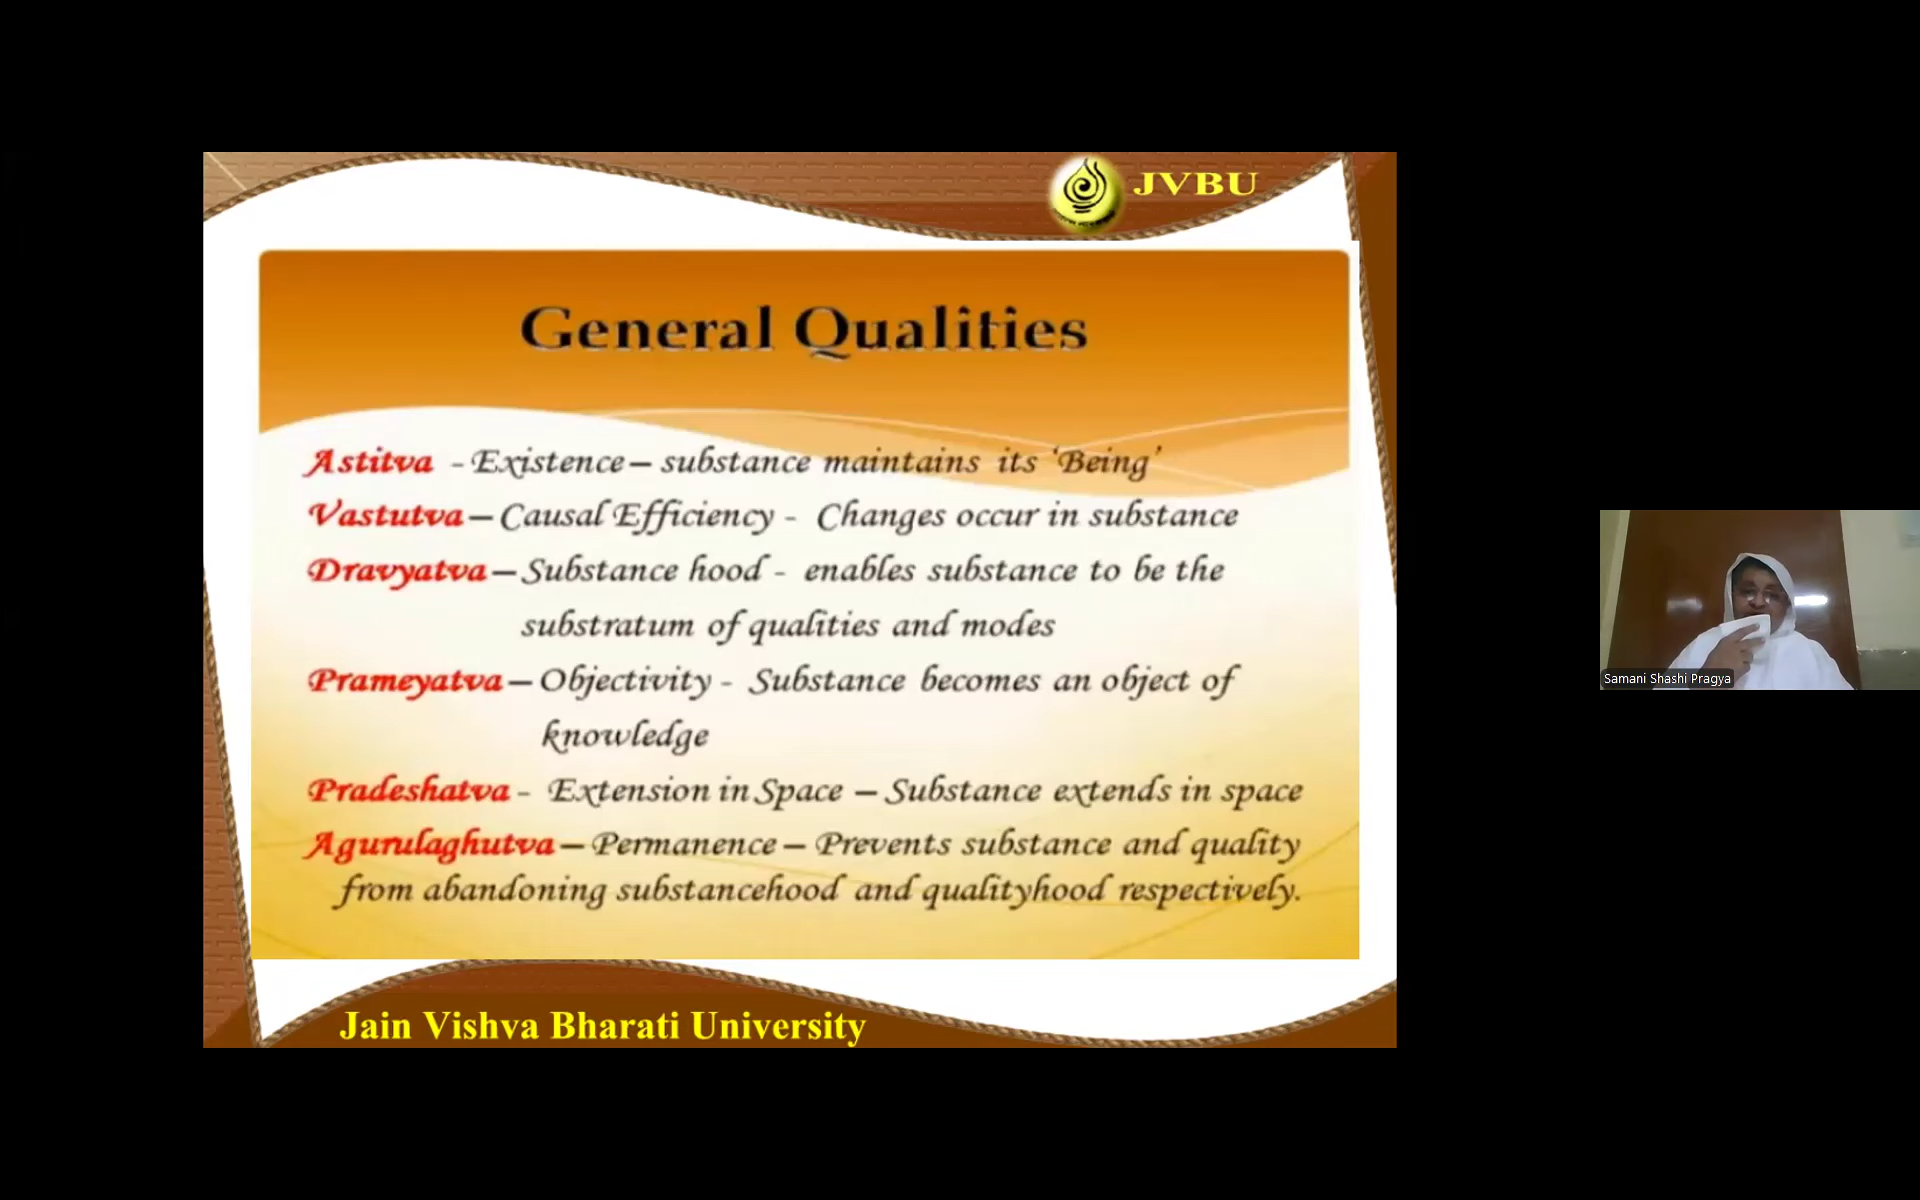 JVBU
General Qualities
Astitva - Existence – substance maintains its ‘Being’
Vastutva – Causal Efficiency - Changes occur in substance
Dravyatva – Substance hood - enables substance to be the
substratum of qualities and modes
Prameyatva – Objectivity - Substance becomes an object of
knowledge
Pradeshatva - Extension in Space – Substance extends in space
Agurulaghutva – Permanence – Prevents substance and quality
from abandoning substancehood and qualityhood respectively.
Jain Vishva Bharati University
Samani Shashi Pragya